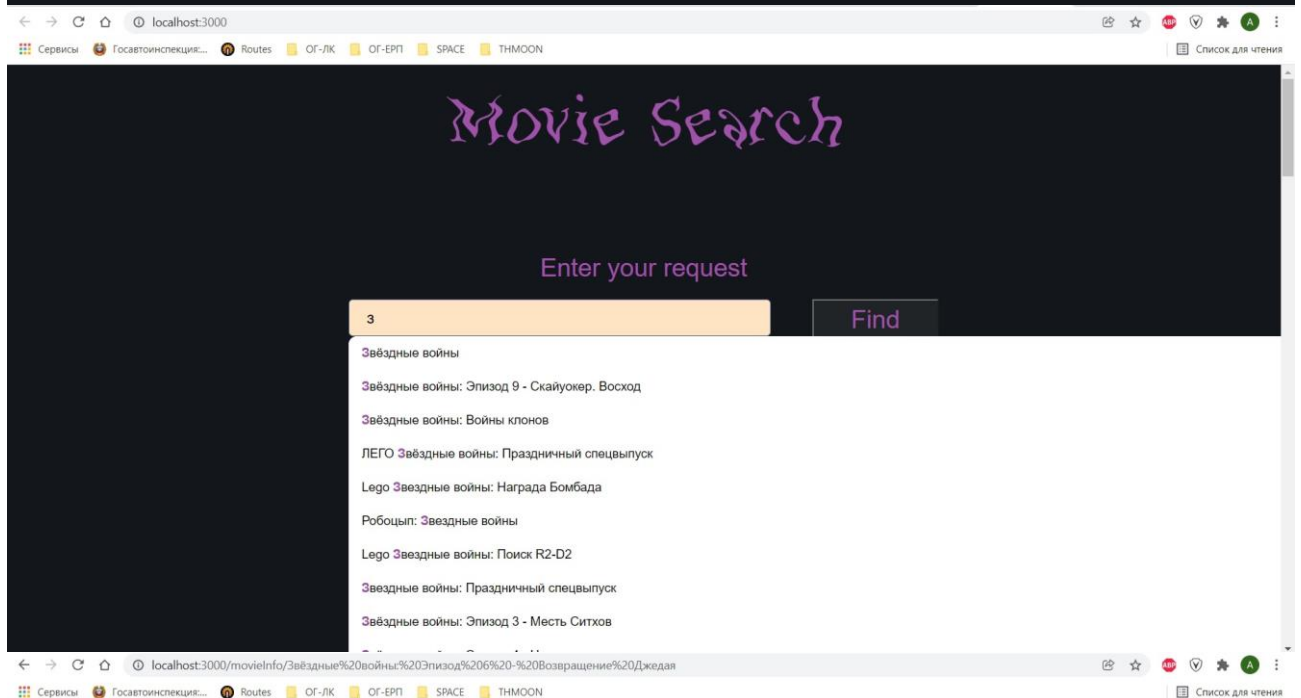 localhost:3000
ABP
A
Сервисы Госавтоинспекция:... Routes ОГ-ЛК ОГ-ЕРП SPACE THMOON Список для чтения
Movie Search
Enter your request
З Find
Звёздные войны
Звёздные войны: Эпизод 9 - Скайуокер. Восход
Звёздные войны: Войны клонов
ЛЕГО Звёздные войны: Праздничный спецвыпуск
Lego Звездные войны: Награда Бомбада
Робоцып: Звездные войны
Lego Звездные войны: Поиск R2-D2
Звездные войны: Праздничный спецвыпуск
Звёздные войны: Эпизод 3 - Месть Ситхов
localhost:3000/movieInfo/Звёздные%20войны:%20Эпизод%206%20-%20Возвращение%20Джедая
ABP
A
Сервисы Госавтоинспекция:... Routes ОГ-ЛК ОГ-ЕРП SPACE THMOON Список для чтения